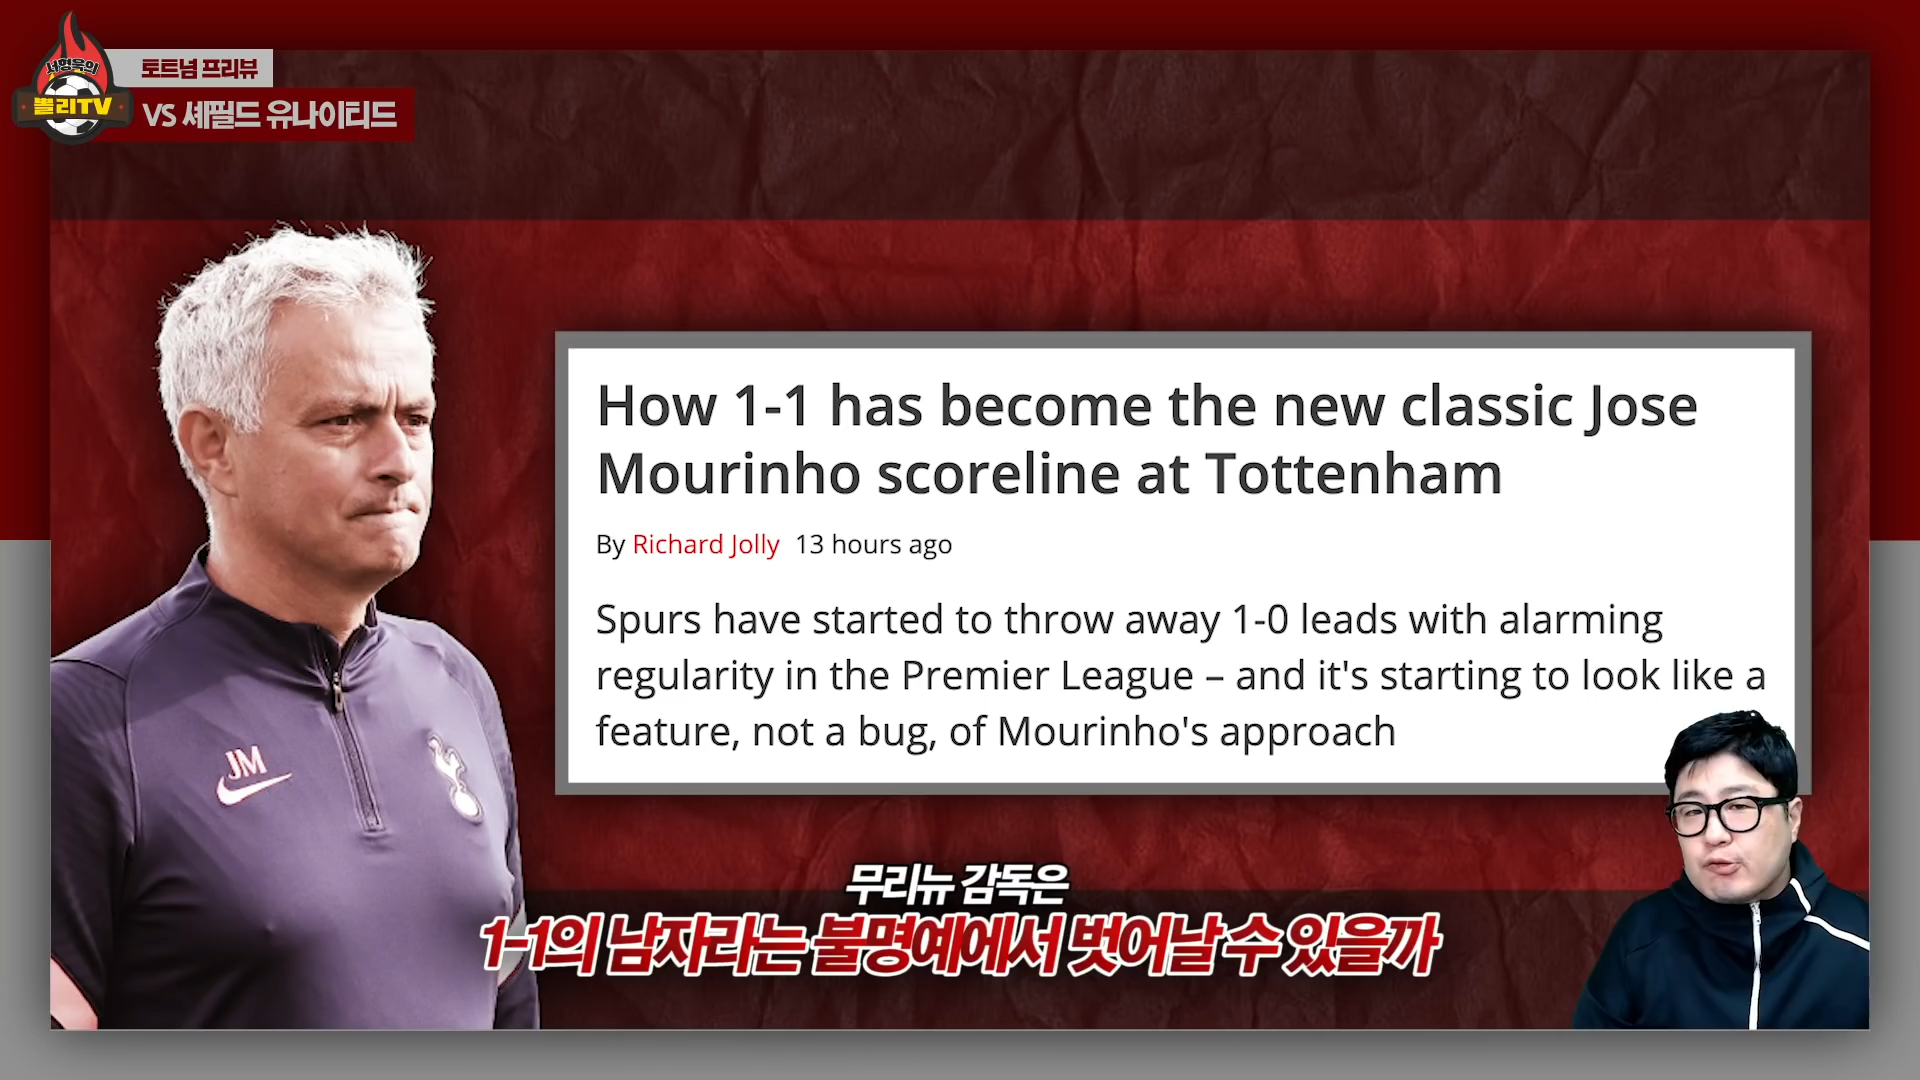 서형욱의
뽈리TV
토트넘 프리뷰
VS 셰필드 유나이티드
How 1-1 has become the new classic Jose
Mourinho scoreline at Tottenham
By Richard Jolly 13 hours ago
Spurs have started to throw away 1-0 leads with alarming
regularity in the Premier League – and it's starting to look like a
feature, not a bug, of Mourinho's approach
JM
무리뉴 감독은
1-1의 남자라는 불명예에서 벗어날 수 있을까